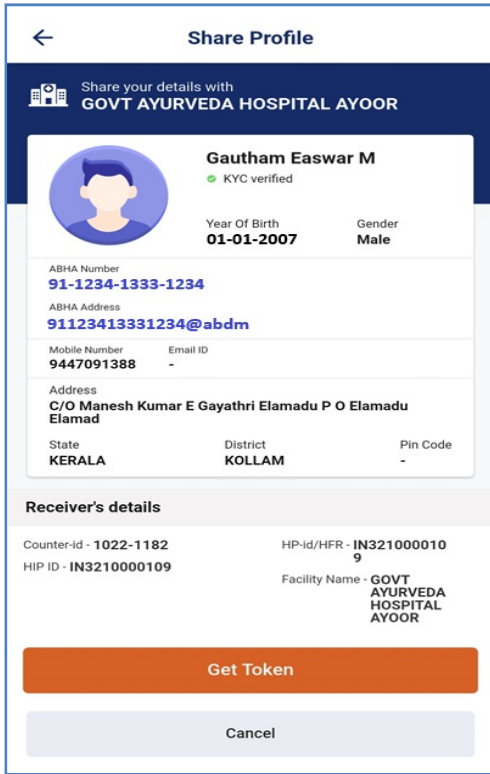 Share Profile
Share your details with
GOVT AYURVEDA HOSPITAL AYOOR
Gautham Easwar M
KYC verified
Year Of Birth Gender
01-01-2007 Male
ABHA Number
91-1234-1333-1234
ABHA Address
91123413331234@abdm
Mobile Number Email ID
9447091388 -
Address
C/O Manesh Kumar E Gayathri Elamadu P O Elamadu
Elamad
State District Pin Code
KERALA KOLLAM -
Receiver's details
Counter-id - 1022-1182
HIP ID - IN3210000109
HP-id/HFR - IN321000010
9
Facility Name - GOVT
AYURVEDA
HOSPITAL
AYOOR
Get Token
Cancel